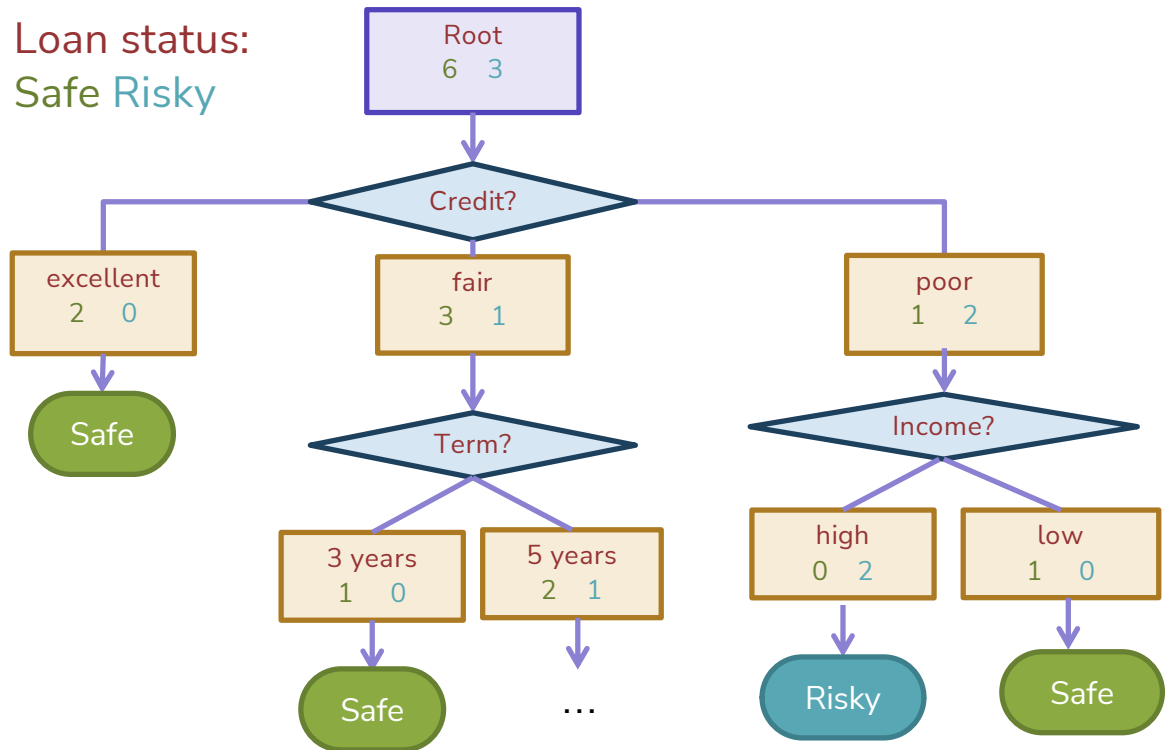 Loan status:
Safe Risky
Root
6 3
Credit?
excellent
2 0
fair
3 1
poor
1 2
Safe
Term?
Income?
3 years
1 0
5 years
2 1
high
0 2
low
1 0
Safe
...
Risky
Safe